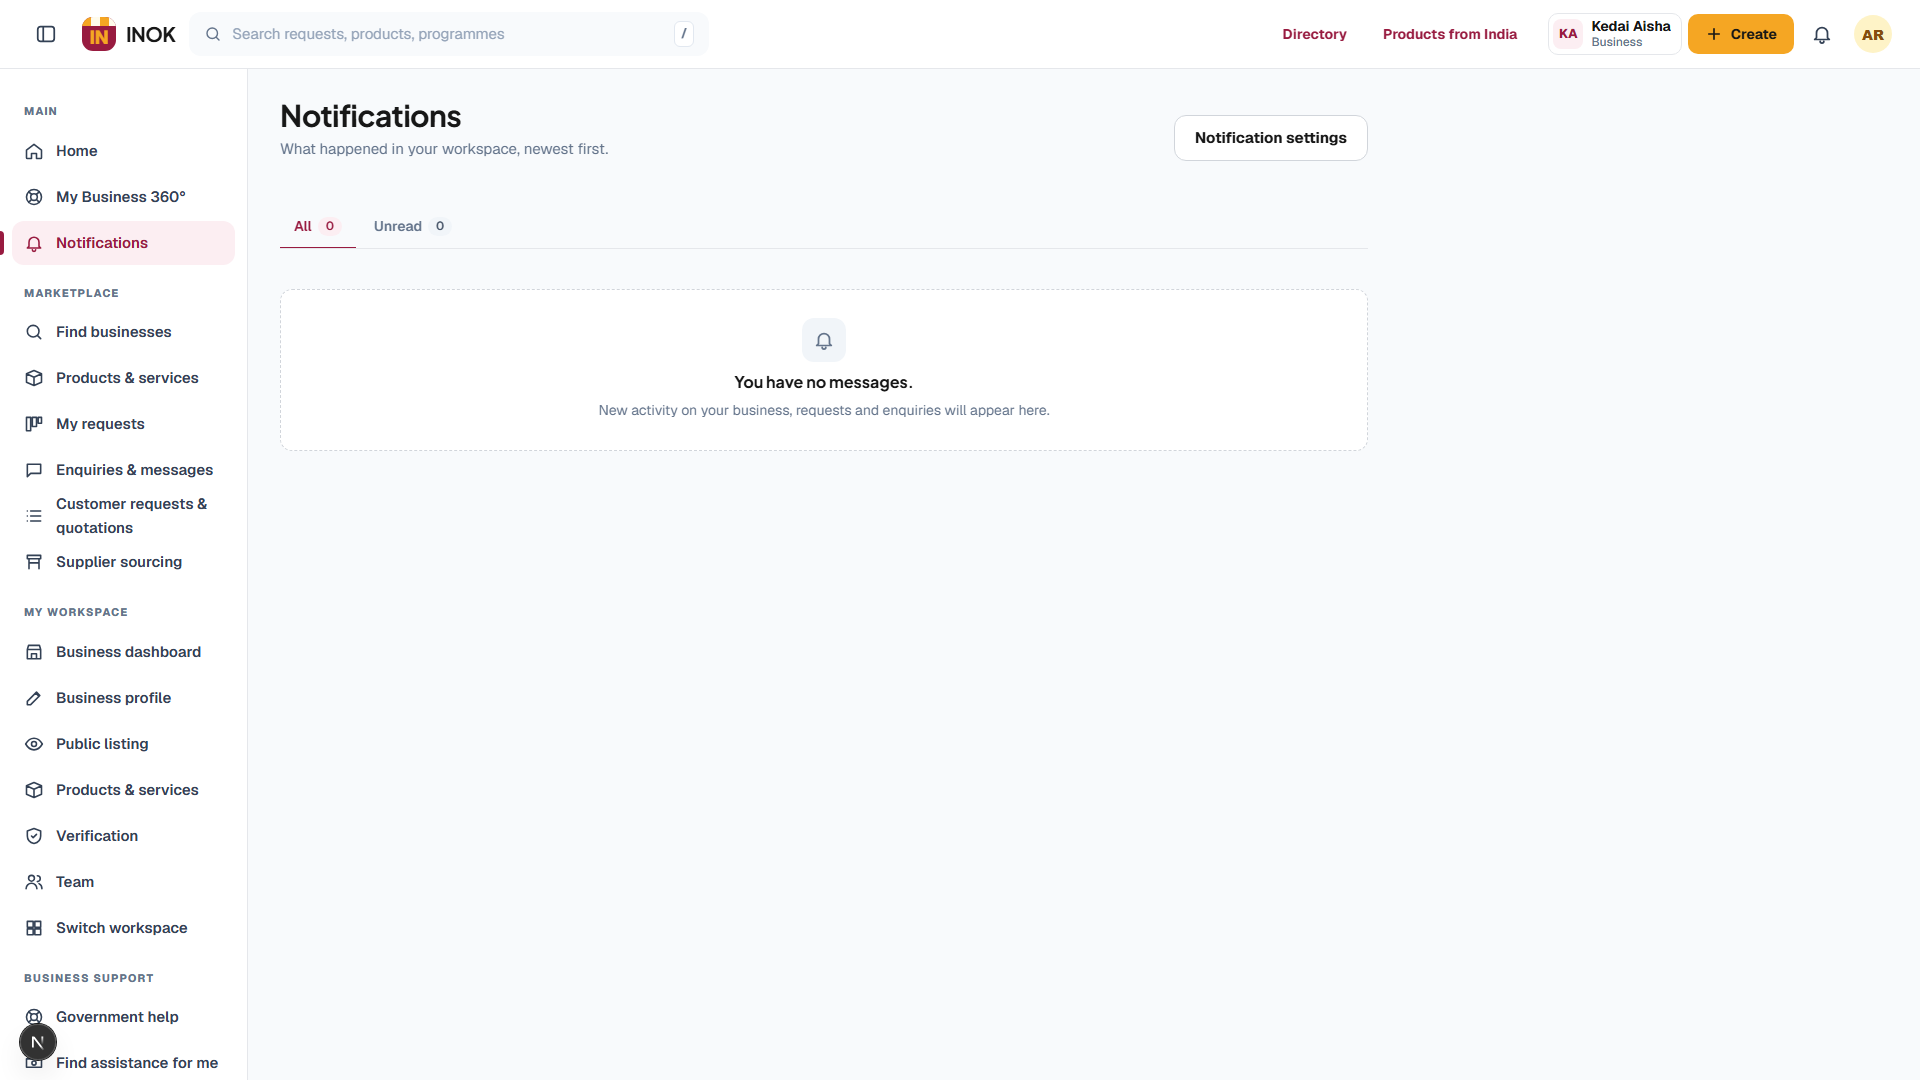 IN INOK
Search requests, products, programmes /
Directory
Products from India
KA
Kedai Aisha
Business
Create
AR
MAIN
Home
My Business 360°
Notifications
MARKETPLACE
Find businesses
Products & services
My requests
Enquiries & messages
Customer requests &
quotations
Supplier sourcing
MY WORKSPACE
Business dashboard
Business profile
Public listing
Products & services
Verification
Team
Switch workspace
BUSINESS SUPPORT
Government help
N
Find assistance for me
Notifications
What happened in your workspace, newest first.
Notification settings
All 0
Unread 0
You have no messages.
New activity on your business, requests and enquiries will appear here.